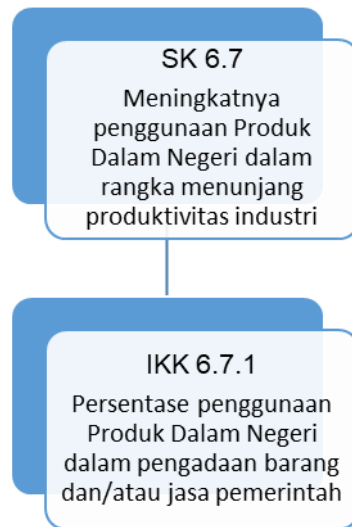 SK 6.7
Meningkatnya
penggunaan Produk
Dalam Negeri dalam
rangka menunjang
produktivitas industri
IKK 6.7.1
Persentase penggunaan
Produk Dalam Negeri
dalam pengadaan barang
dan/atau jasa pemerintah